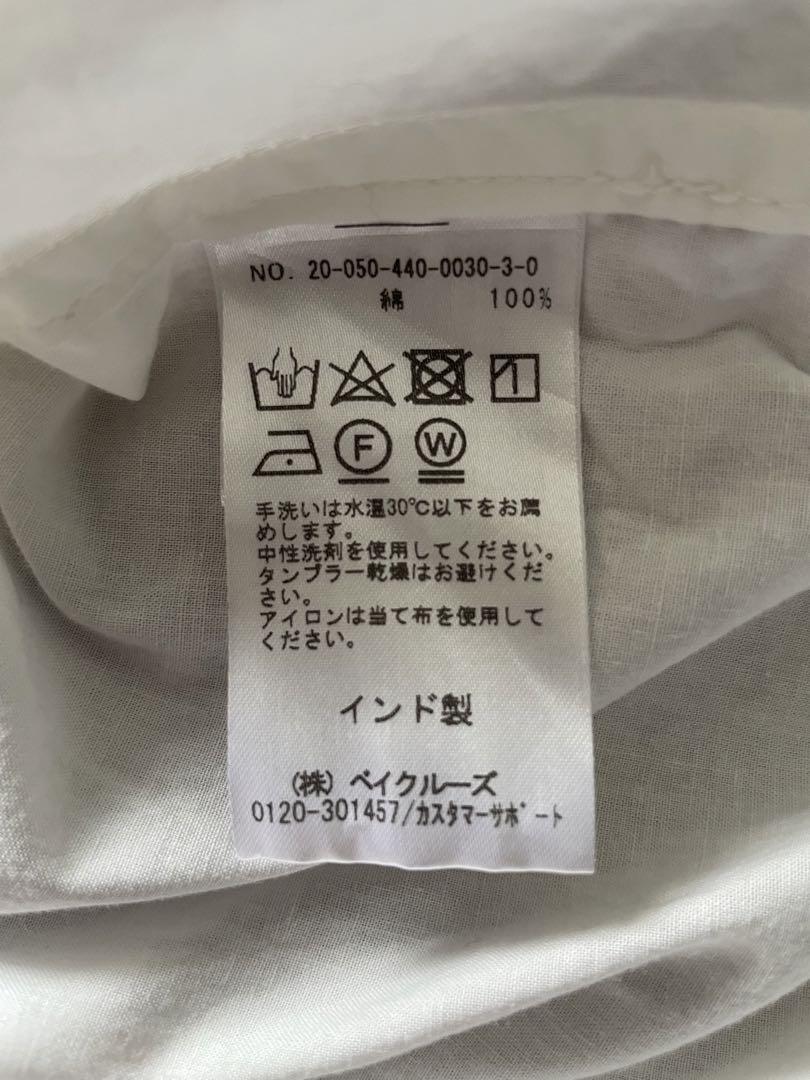 NO. 20-050-440-0030-3-0
綿 100%
F W
手洗いは水温30℃以下をお薦
めします。
中性洗剤を使用してください。
タンブラー乾燥はお避けくだ
さい。
アイロンは当て布を使用して
ください。
インド製
(株) ベイクルーズ
0120-301457/カスタマーサポート